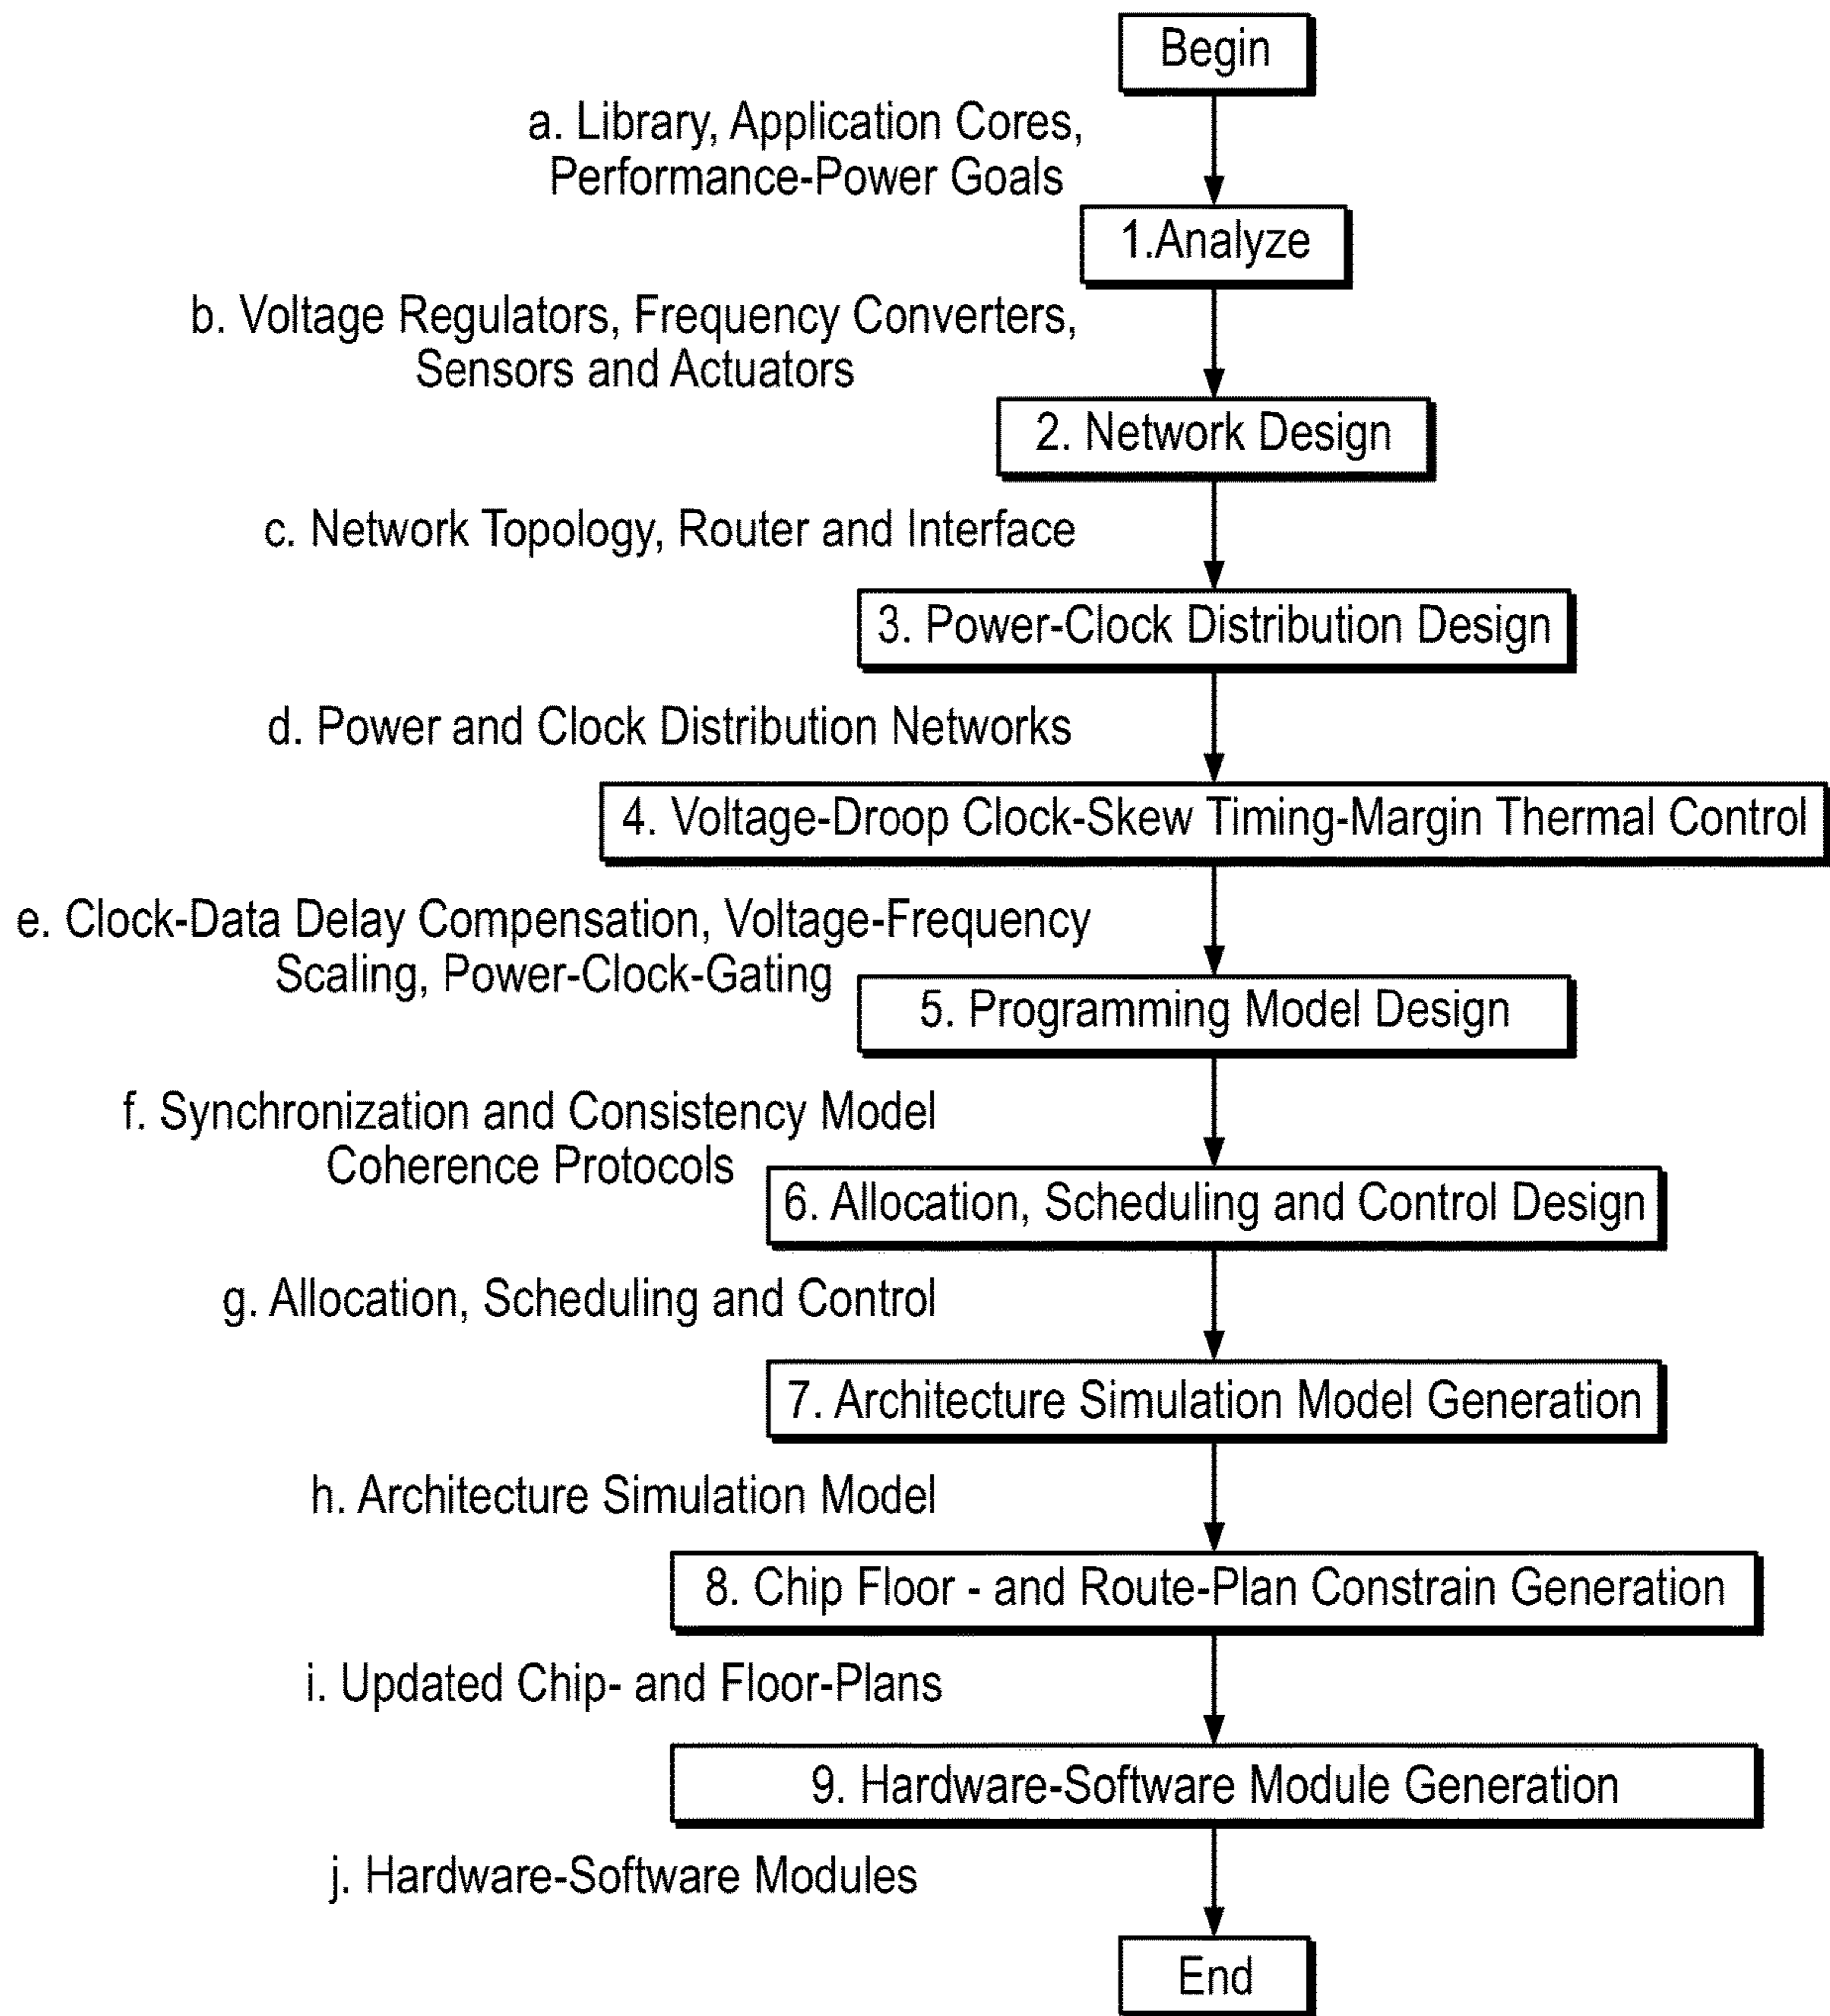 Begin
a. Library, Application Cores,
Performance-Power Goals
1.Analyze
b. Voltage Regulators, Frequency Converters,
Sensors and Actuators
2. Network Design
c. Network Topology, Router and Interface
3. Power-Clock Distribution Design
d. Power and Clock Distribution Networks
4. Voltage-Droop Clock-Skew Timing-Margin Thermal Control
e. Clock-Data Delay Compensation, Voltage-Frequency
Scaling, Power-Clock-Gating
5. Programming Model Design
f. Synchronization and Consistency Model
Coherence Protocols
6. Allocation, Scheduling and Control Design
g. Allocation, Scheduling and Control
7. Architecture Simulation Model Generation
h. Architecture Simulation Model
8. Chip Floor - and Route-Plan Constrain Generation
i. Updated Chip- and Floor-Plans
9. Hardware-Software Module Generation
j. Hardware-Software Modules
End